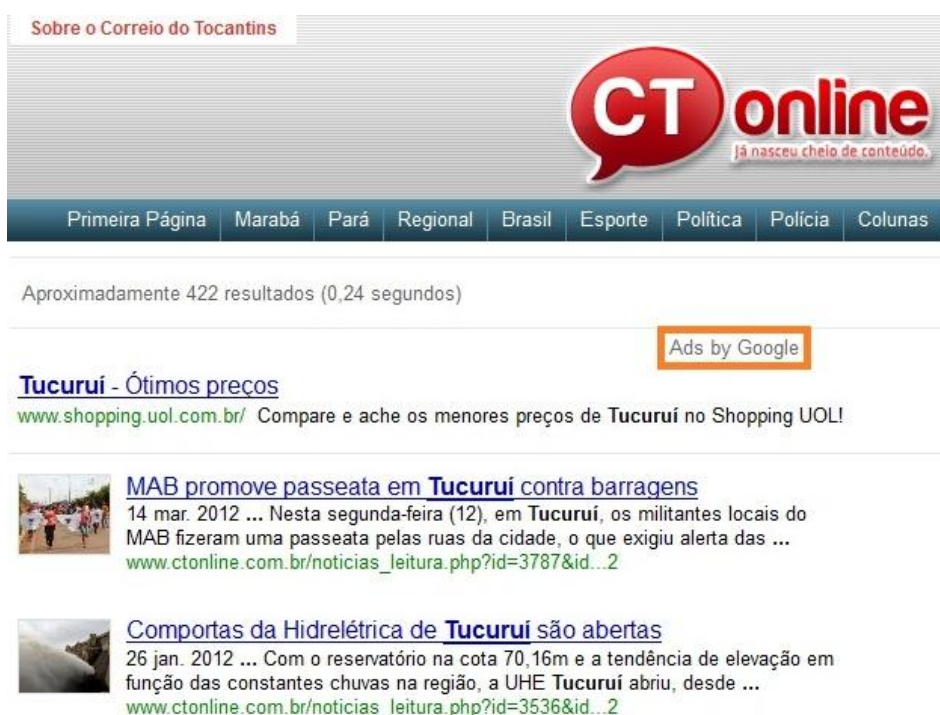 Sobre o Correio do Tocantins
CT online
Já nasceu cheio de conteúdo.
Primeira Página Marabá Pará Regional Brasil Esporte Política Polícia Colunas
Aproximadamente 422 resultados (0,24 segundos)
Ads by Google
Tucuruí - Ótimos preços
www.shopping.uol.com.br/ Compare e ache os menores preços de Tucuruí no Shopping UOL!
MAB promove passeata em Tucuruí contra barragens
14 mar. 2012 ... Nesta segunda-feira (12), em Tucuruí, os militantes locais do
MAB fizeram uma passeata pelas ruas da cidade, o que exigiu alerta das ...
www.ctonline.com.br/noticias_leitura.php?id=3787&id...2
Comportas da Hidrelétrica de Tucuruí são abertas
26 jan. 2012 ... Com o reservatório na cota 70,16m e a tendência de elevação em
função das constantes chuvas na região, a UHE Tucuruí abriu, desde ...
www.ctonline.com.br/noticias_leitura.php?id=3536&id...2